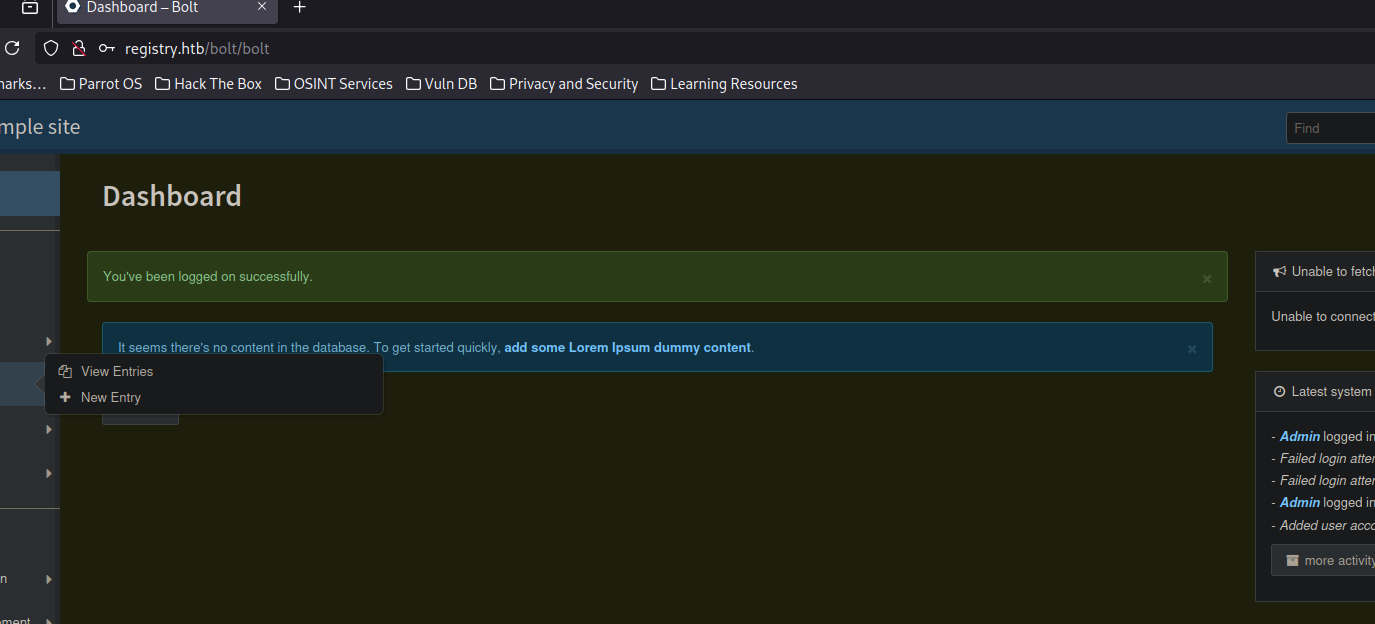 Dashboard – Bolt
registry.htb/bolt/bolt
marks… Parrot OS Hack The Box OSINT Services Vuln DB Privacy and Security Learning Resources
mple site
Find
Dashboard
You've been logged on successfully.
It seems there's no content in the database. To get started quickly, add some Lorem Ipsum dummy content.
View Entries
New Entry
Unable to fetch
Unable to connect
Latest system
- Admin logged in
- Failed login atter
- Failed login atter
- Admin logged in
- Added user acco
more activity
n
ment